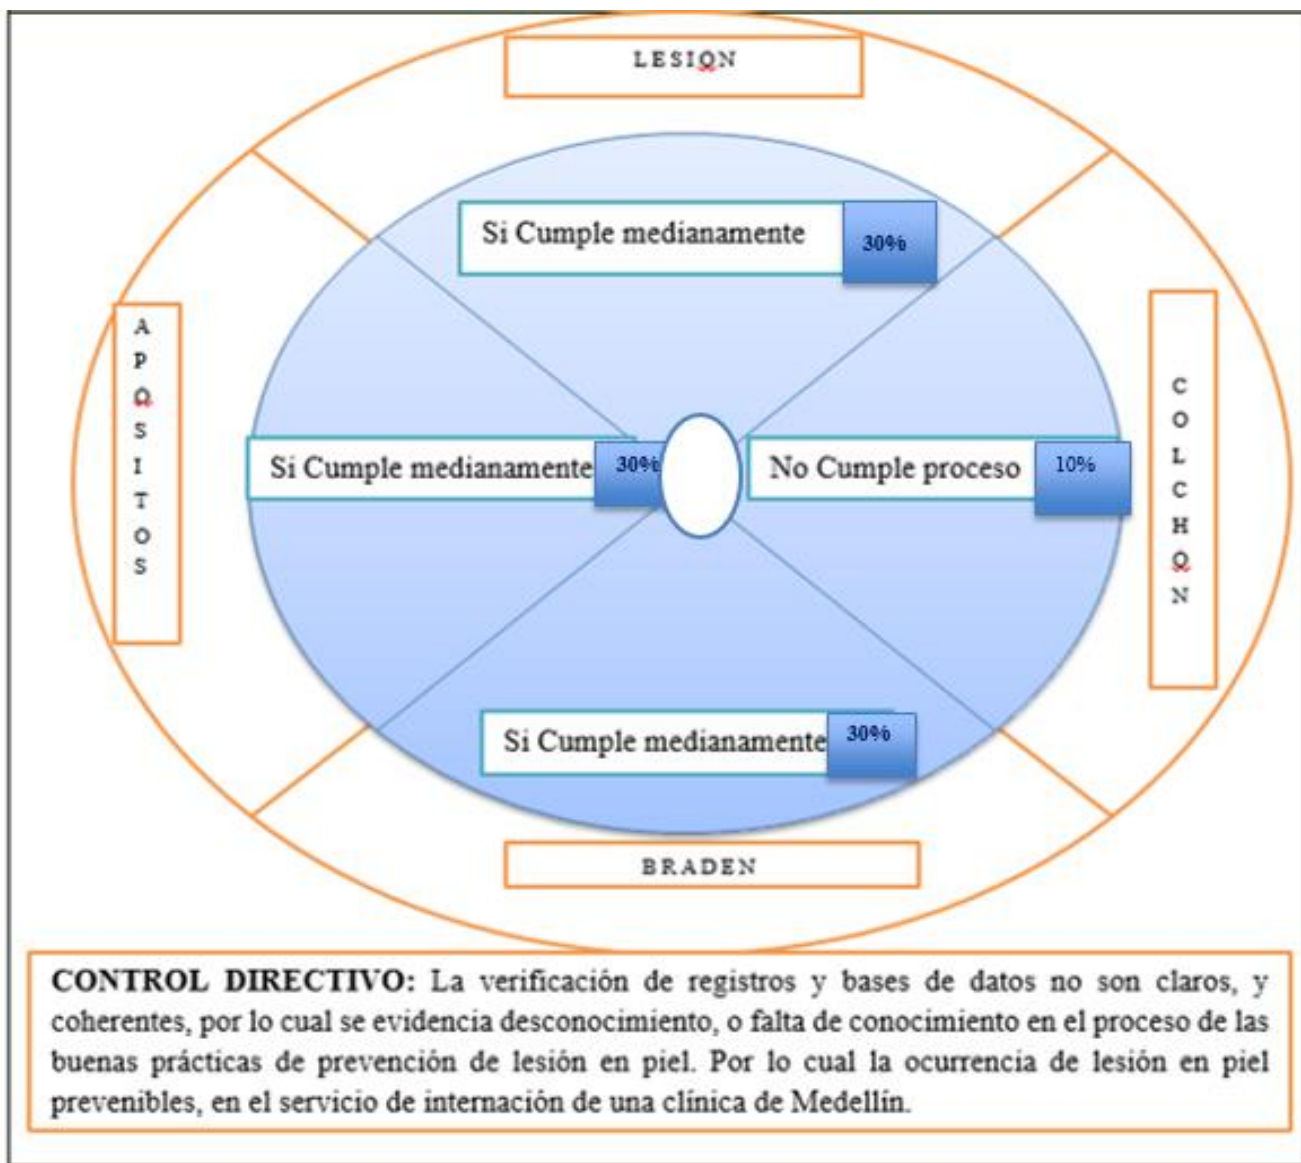 LESION
Si Cumple medianamente 30%
APOSITOS
Si Cumple medianamente 30%
No Cumple proceso 10%
COLCHON
Si Cumple medianamente 30%
BRADEN
CONTROL DIRECTIVO: La verificación de registros y bases de datos no son claros, y
coherentes, por lo cual se evidencia desconocimiento, o falta de conocimiento en el proceso de las
buenas prácticas de prevención de lesión en piel. Por lo cual la ocurrencia de lesión en piel
prevenibles, en el servicio de internación de una clínica de Medellín.